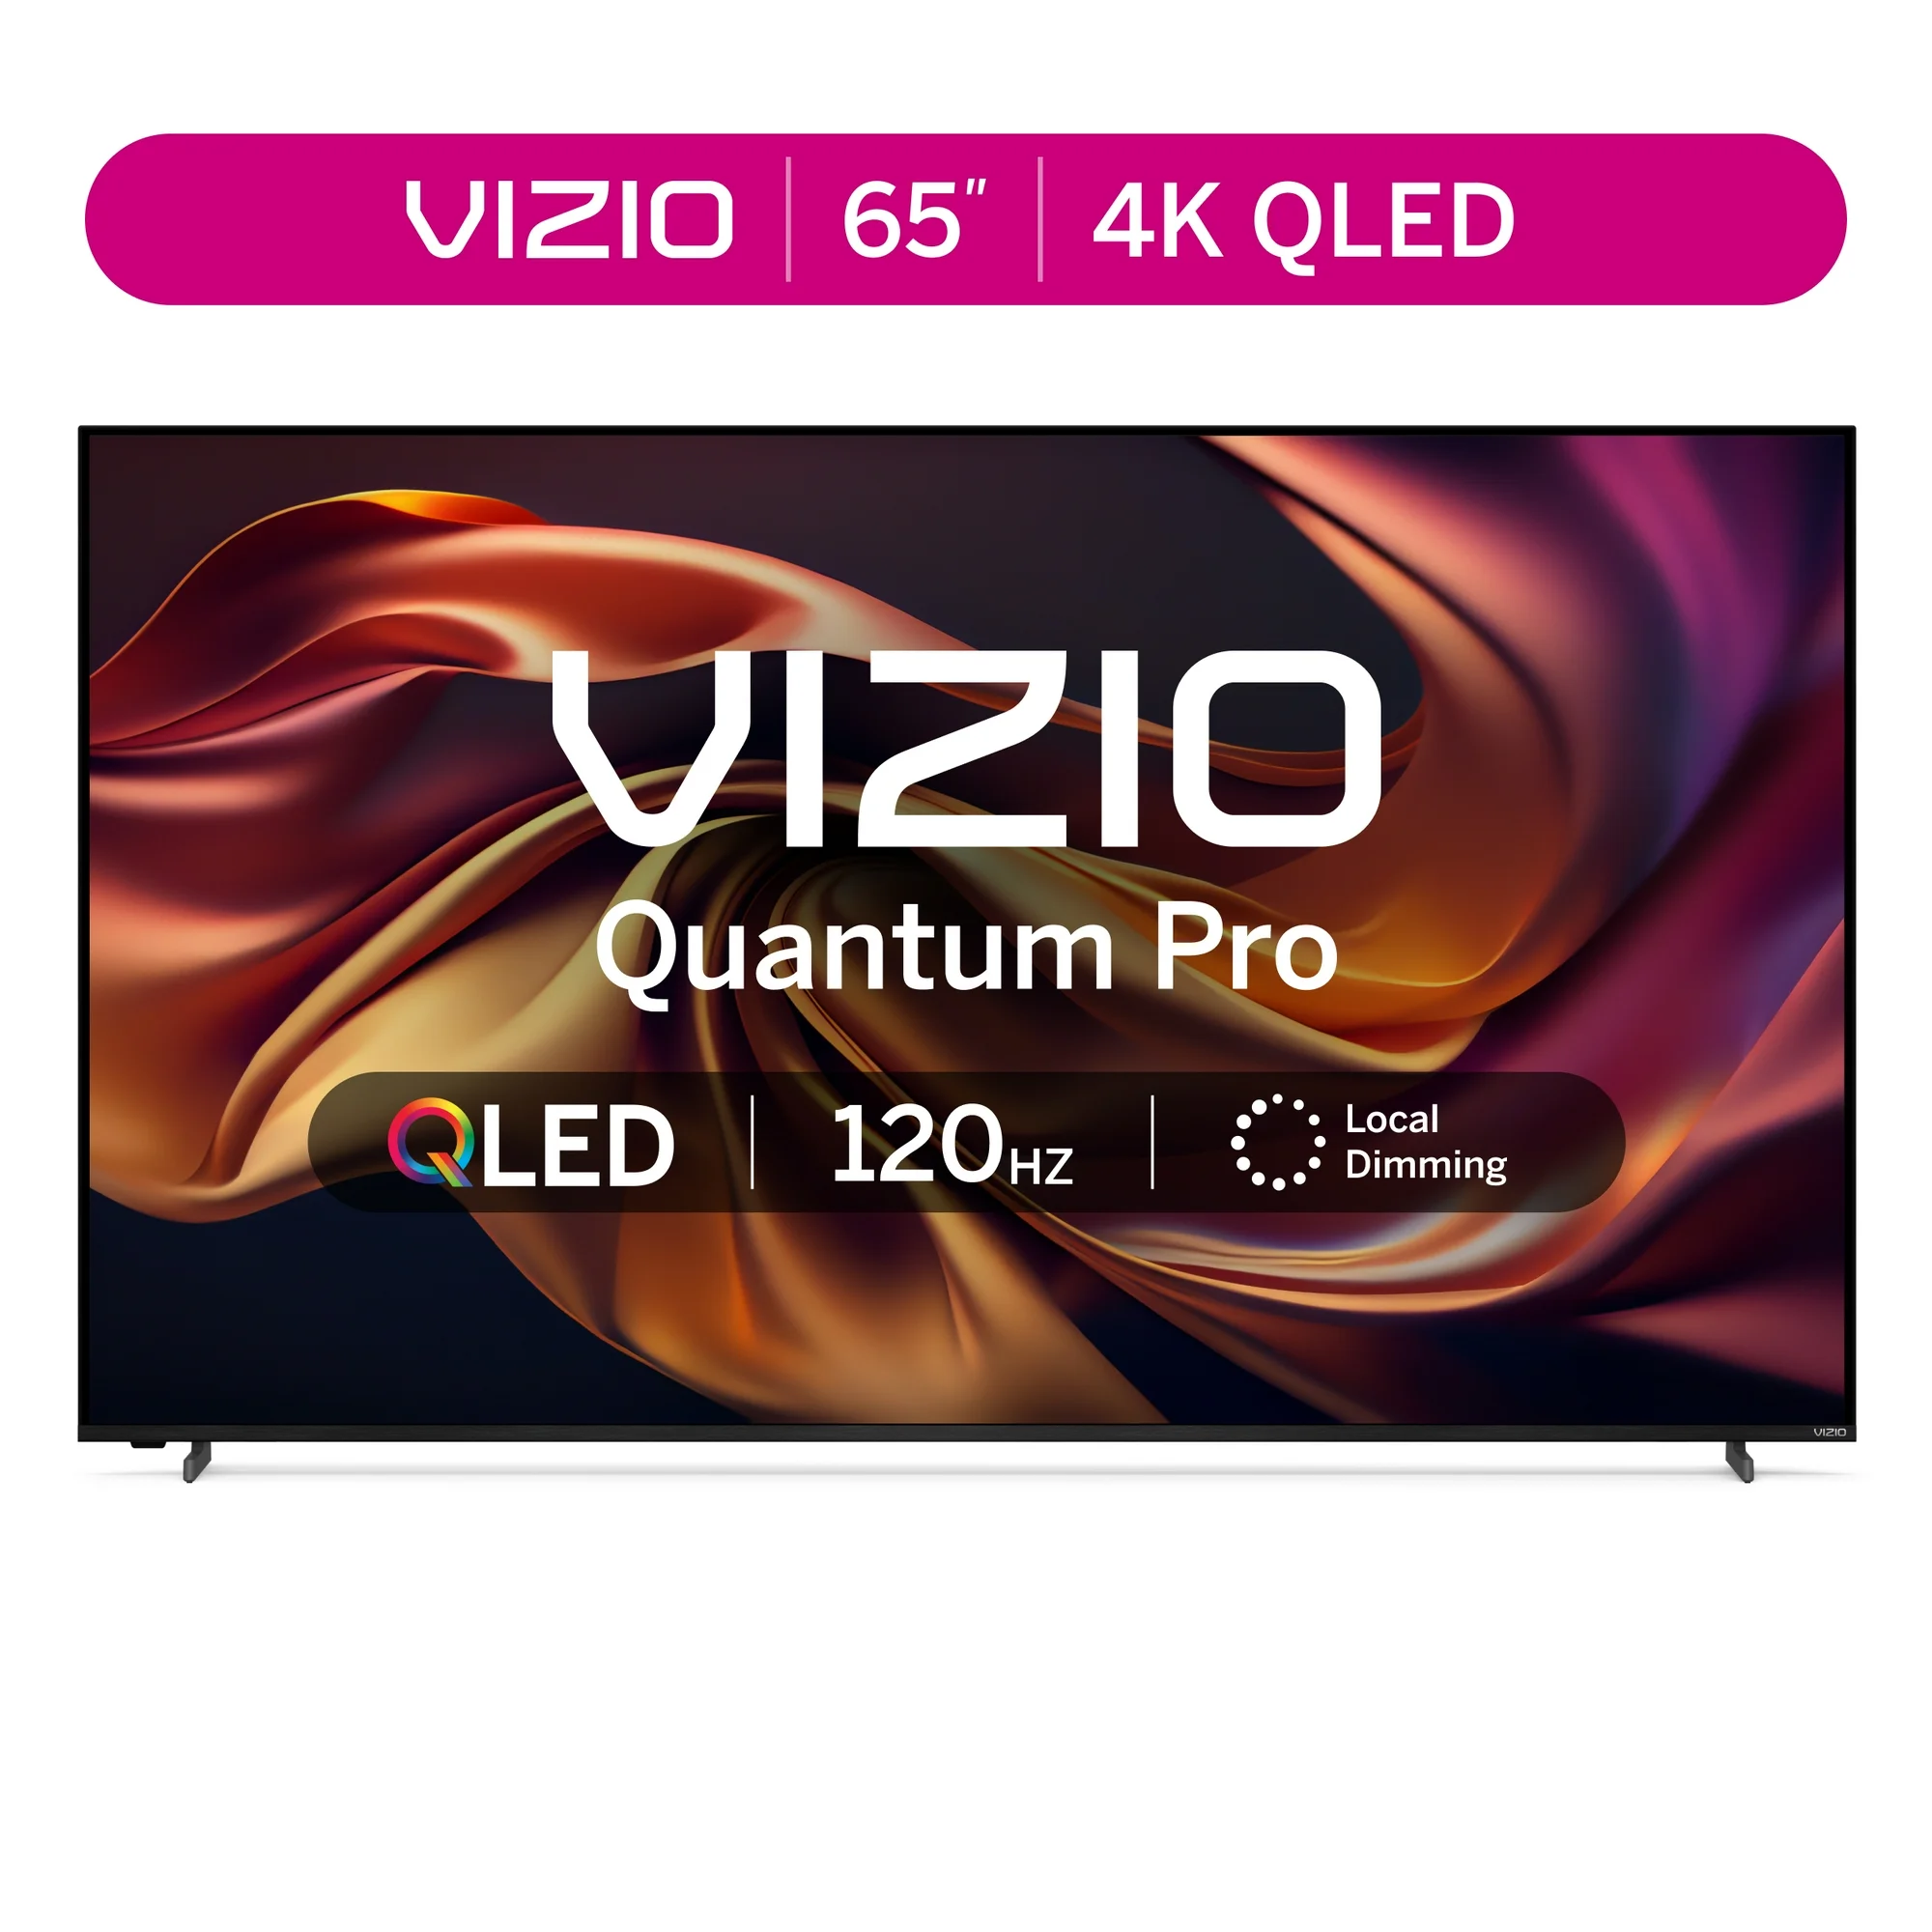 VIZIO | 65" | 4K QLED
VIZIO
Quantum Pro
QLED | 120HZ | Local
Dimming
VIZIO